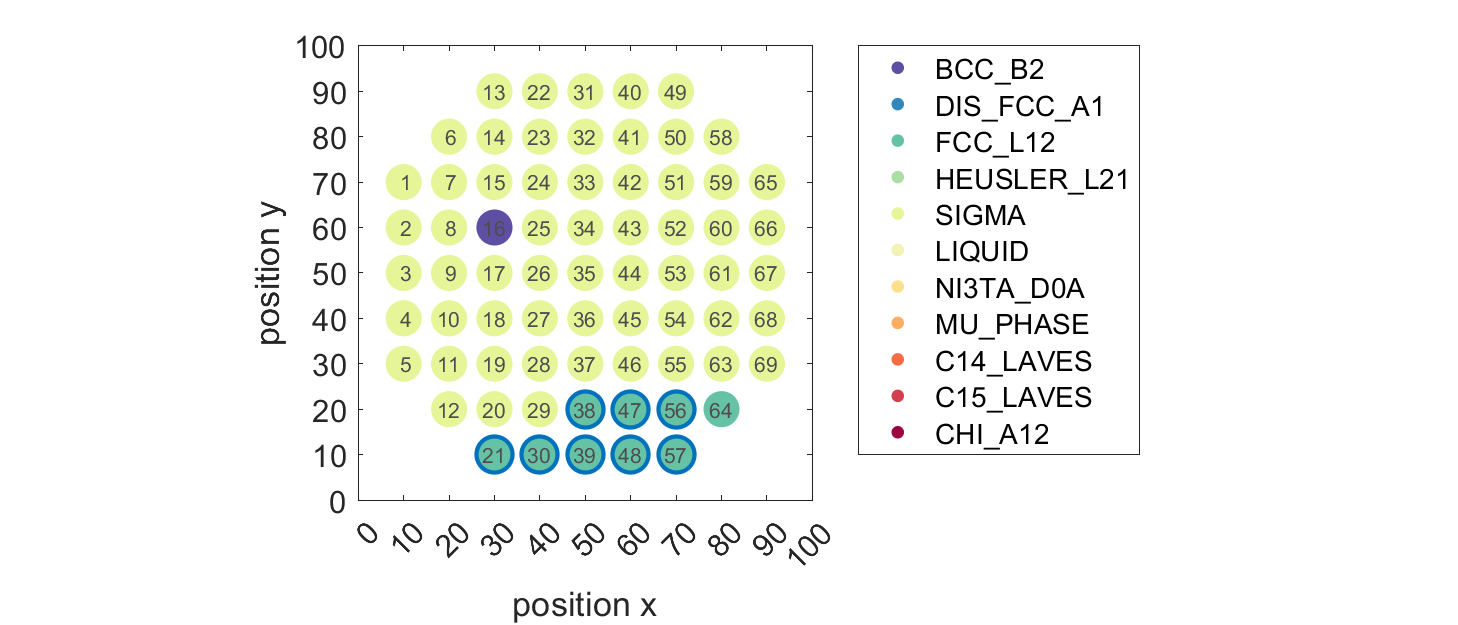 100
90
80
70
60
50
40
30
20
10
0
position y
13 22 31 40 49
6 14 23 32 41 50 58
1 7 15 24 33 42 51 59 65
2 8 16 25 34 43 52 60 66
3 9 17 26 35 44 53 61 67
4 10 18 27 36 45 54 62 68
5 11 19 28 37 46 55 63 69
12 20 29 38 47 56 64
21 30 39 48 57
0 10 20 30 40 50 60 70 80 90 100
position x
BCC_B2
DIS_FCC_A1
FCC_L12
HEUSLER_L21
SIGMA
LIQUID
NI3TA_D0A
MU_PHASE
C14_LAVES
C15_LAVES
CHI_A12